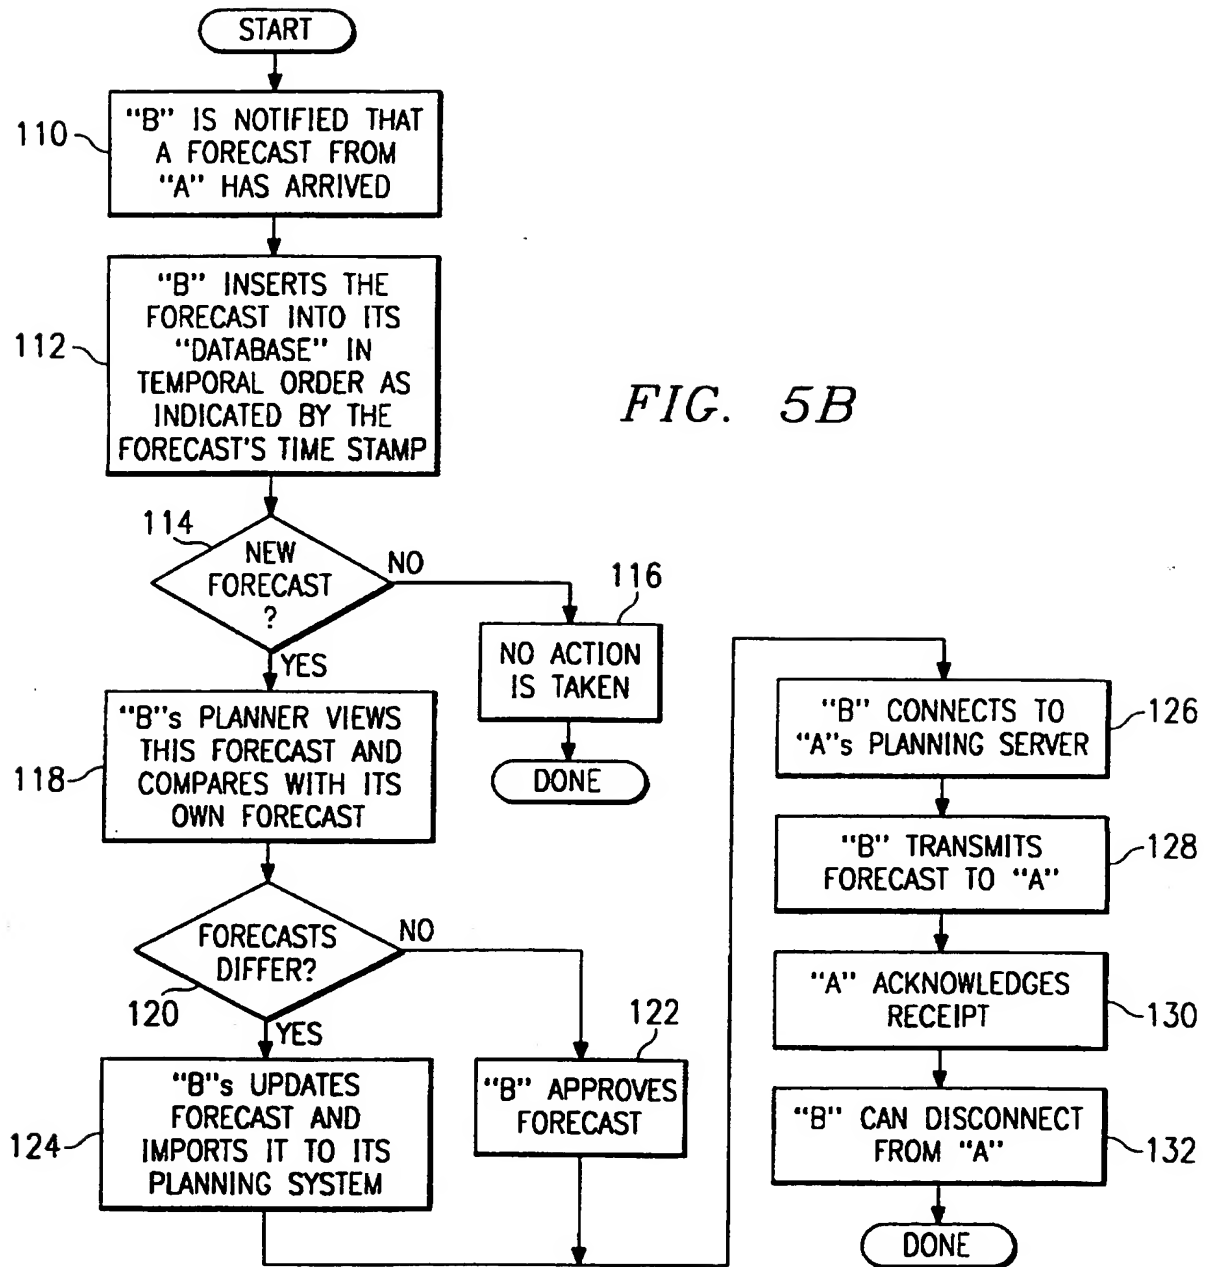 START
110
"B" IS NOTIFIED THAT
A FORECAST FROM
"A" HAS ARRIVED
112
"B" INSERTS THE
FORECAST INTO ITS
"DATABASE" IN
TEMPORAL ORDER AS
INDICATED BY THE
FORECAST'S TIME STAMP
FIG. 5B
114
NEW
FORECAST
?
NO
YES
116
NO ACTION
IS TAKEN
DONE
118
"B"s PLANNER VIEWS
THIS FORECAST AND
COMPARES WITH ITS
OWN FORECAST
120
FORECASTS
DIFFER?
NO
YES
122
"B" APPROVES
FORECAST
124
"B"s UPDATES
FORECAST AND
IMPORTS IT TO ITS
PLANNING SYSTEM
"B" CONNECTS TO
"A"s PLANNING SERVER
126
"B" TRANSMITS
FORECAST TO "A"
128
"A" ACKNOWLEDGES
RECEIPT
130
"B" CAN DISCONNECT
FROM "A"
132
DONE